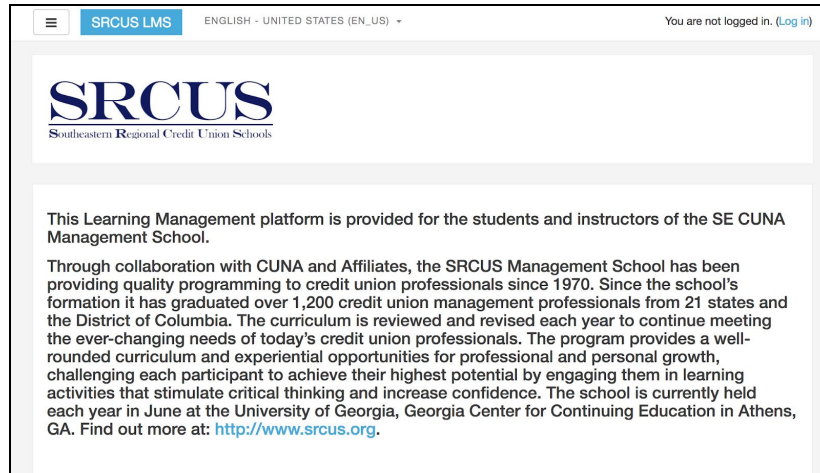 SRCUS LMS
ENGLISH - UNITED STATES (EN_US)
You are not logged in. (Log in)
SRCUS
Southeastern Regional Credit Union Schools
This Learning Management platform is provided for the students and instructors of the SE CUNA
Management School.
Through collaboration with CUNA and Affiliates, the SRCUS Management School has been
providing quality programming to credit union professionals since 1970. Since the school's
formation it has graduated over 1,200 credit union management professionals from 21 states and
the District of Columbia. The curriculum is reviewed and revised each year to continue meeting
the ever-changing needs of today's credit union professionals. The program provides a well-
rounded curriculum and experiential opportunities for professional and personal growth,
challenging each participant to achieve their highest potential by engaging them in learning
activities that stimulate critical thinking and increase confidence. The school is currently held
each year in June at the University of Georgia, Georgia Center for Continuing Education in Athens,
GA. Find out more at: http://www.srcus.org.